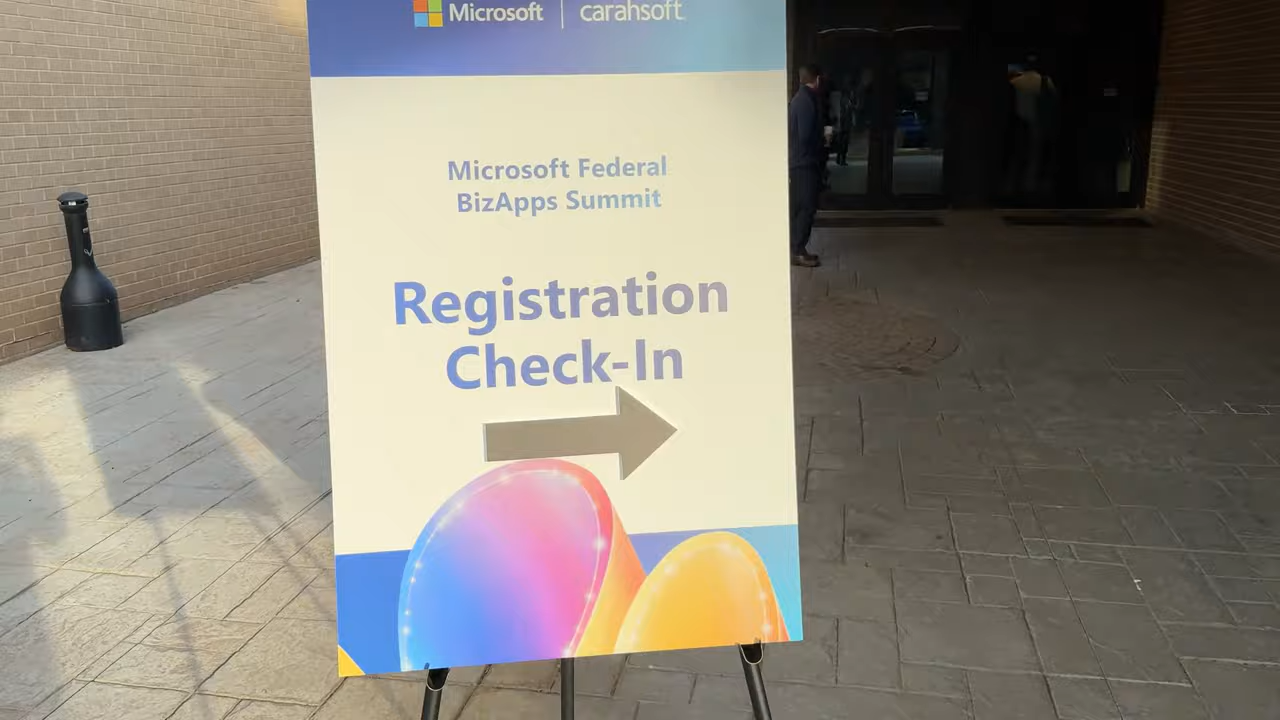 Microsoft | carahsoft.
Microsoft Federal
BizApps Summit
Registration
Check-In